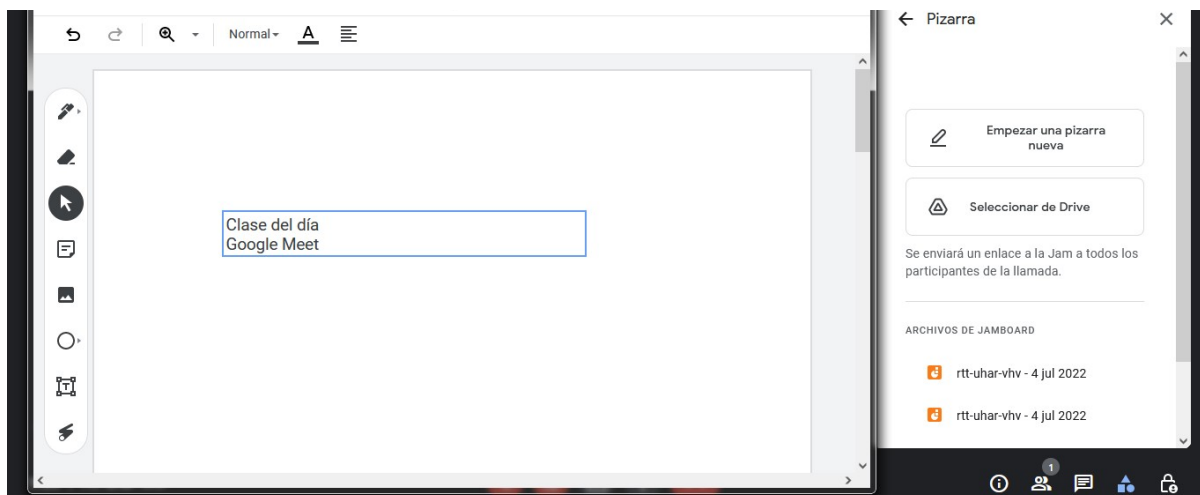 Normal
A
Clase del día
Google Meet
T
Pizarra
Empezar una pizarra
nueva
Seleccionar de Drive
Se enviará un enlace a la Jam a todos los
participantes de la llamada.
ARCHIVOS DE JAMBOARD
rtt-uhar-vhv - 4 jul 2022
rtt-uhar-vhv - 4 jul 2022
1